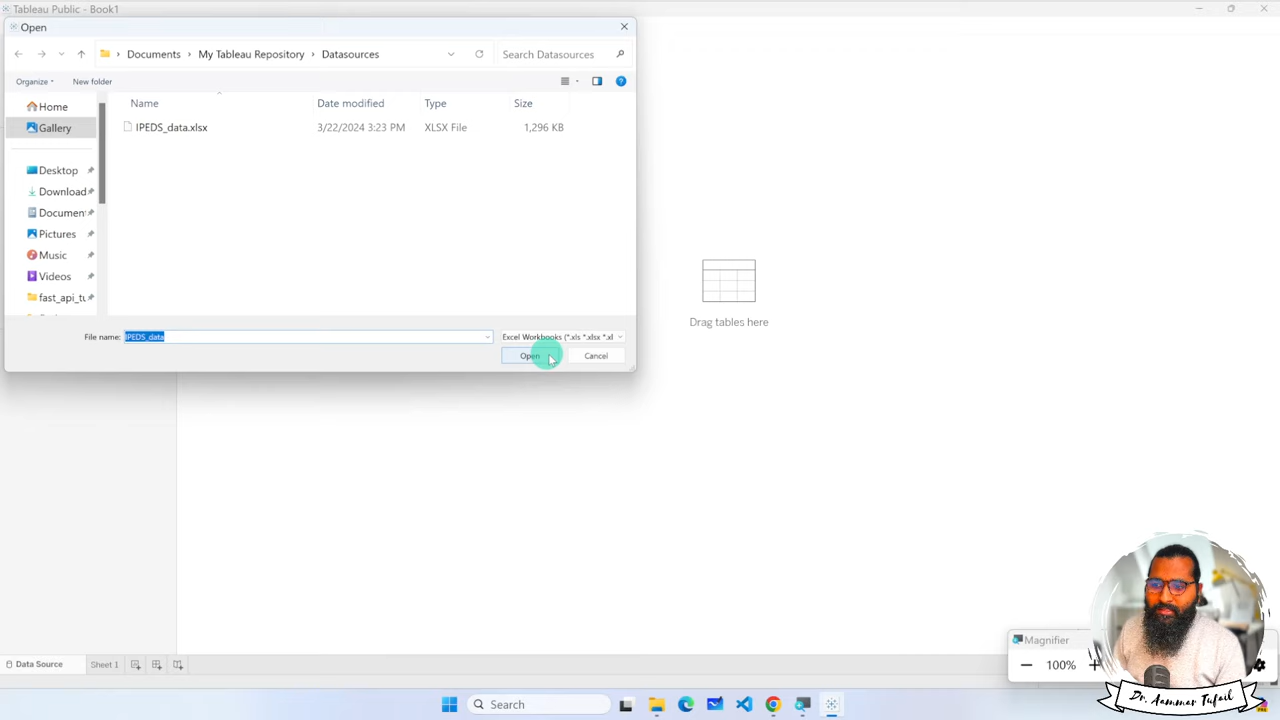 Tableau Public - Book1
Open
Documents
My Tableau Repository
Datasources
Search Datasources
Organize
New folder
Name
Date modified
Type
Size
IPEDS_data.xlsx
3/22/2024 3:23 PM
XLSX File
1,296 KB
Home
Gallery
Desktop
Download
Document
Pictures
Music
Videos
fast_api_tu
File name:
IPEDS_data
Excel Workbooks (*.xls *.xlsx *.xl
Open
Cancel
Drag tables here
Magnifier
100%
Data Source
Sheet 1
Search
Dr. Aammar Tufail